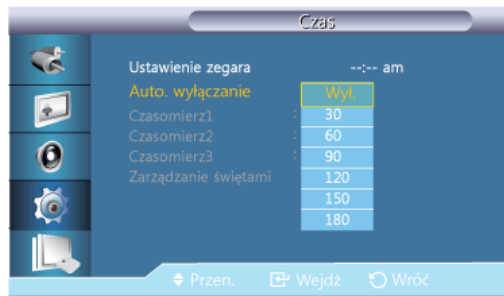 Czas
Ustawienie zegara --:-- am
Auto. wyłączanie Wył.
Czasomierz1 : 30
Czasomierz2 : 60
Czasomierz3 : 90
Zarządzanie świętami 120
150
180
Przen. Wejdź Wróć